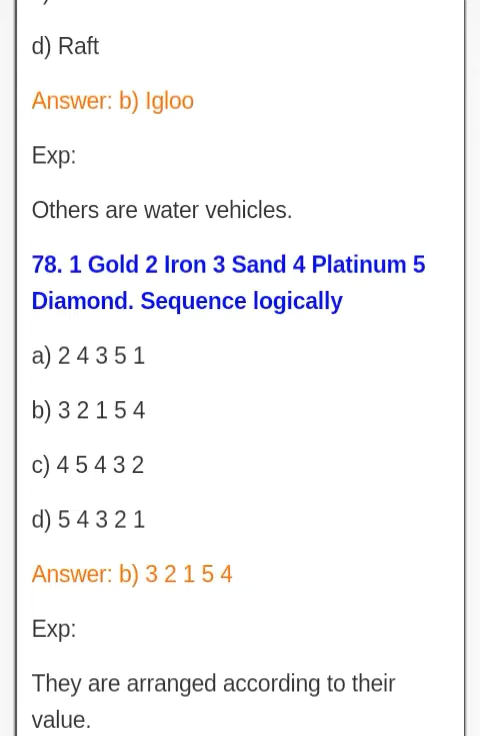 d) Raft
Answer: b) Igloo
Exp:
Others are water vehicles.
78. 1 Gold 2 Iron 3 Sand 4 Platinum 5
Diamond. Sequence logically
a) 2 4 3 5 1
b) 3 2 1 5 4
c) 4 5 4 3 2
d) 5 4 3 2 1
Answer: b) 3 2 1 5 4
Exp:
They are arranged according to their
value.